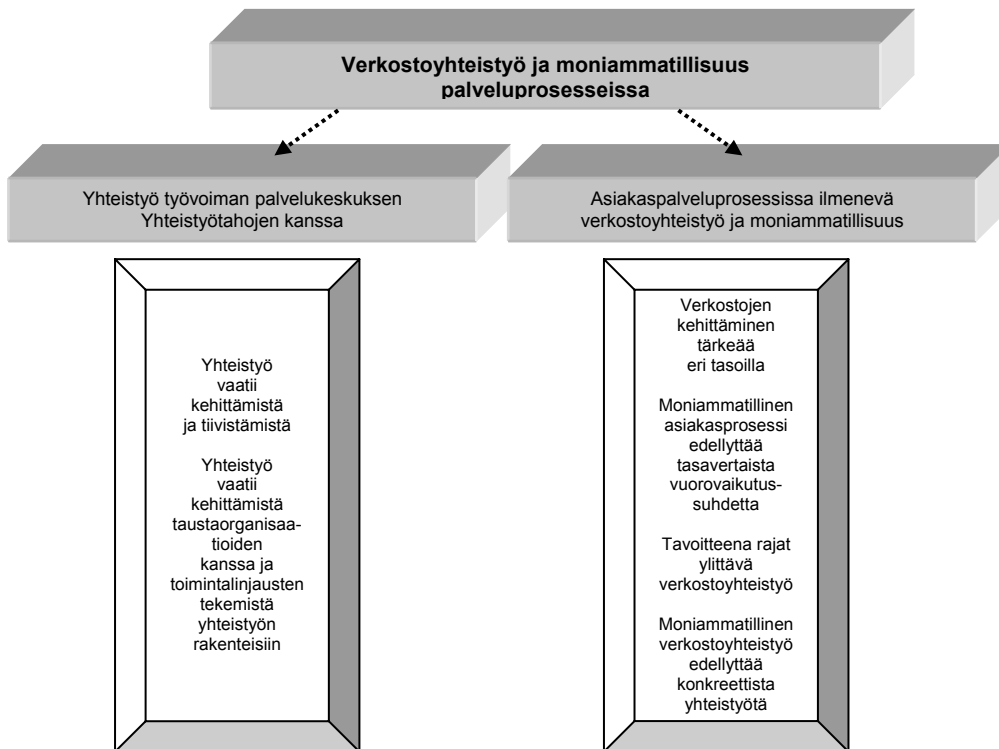 Verkostoyhteistyö ja moniammatillisuus
palveluprosesseissa
Yhteistyö työvoiman palvelukeskuksen
Yhteistyötahojen kanssa
Asiakaspalveluprosessissa ilmenevä
verkostoyhteistyö ja moniammatillisuus
Yhteistyö
vaatii
kehittämistä
ja tiivistämistä
Yhteistyö
vaatii
kehittämistä
taustaorganisaa-
tioiden
kanssa ja
toimintalinjausten
tekemistä
yhteistyön
rakenteisiin
Verkostojen
kehittäminen
tärkeää
eri tasoilla
Moniammatillinen
asiakasprosessi
edellyttää
tasavertaista
vuorovaikutus-
suhdetta
Tavoitteena rajat
ylittävä
verkostoyhteistyö
Moniammatillinen
verkostoyhteistyö
edellyttää
konkreettista
yhteistyötä